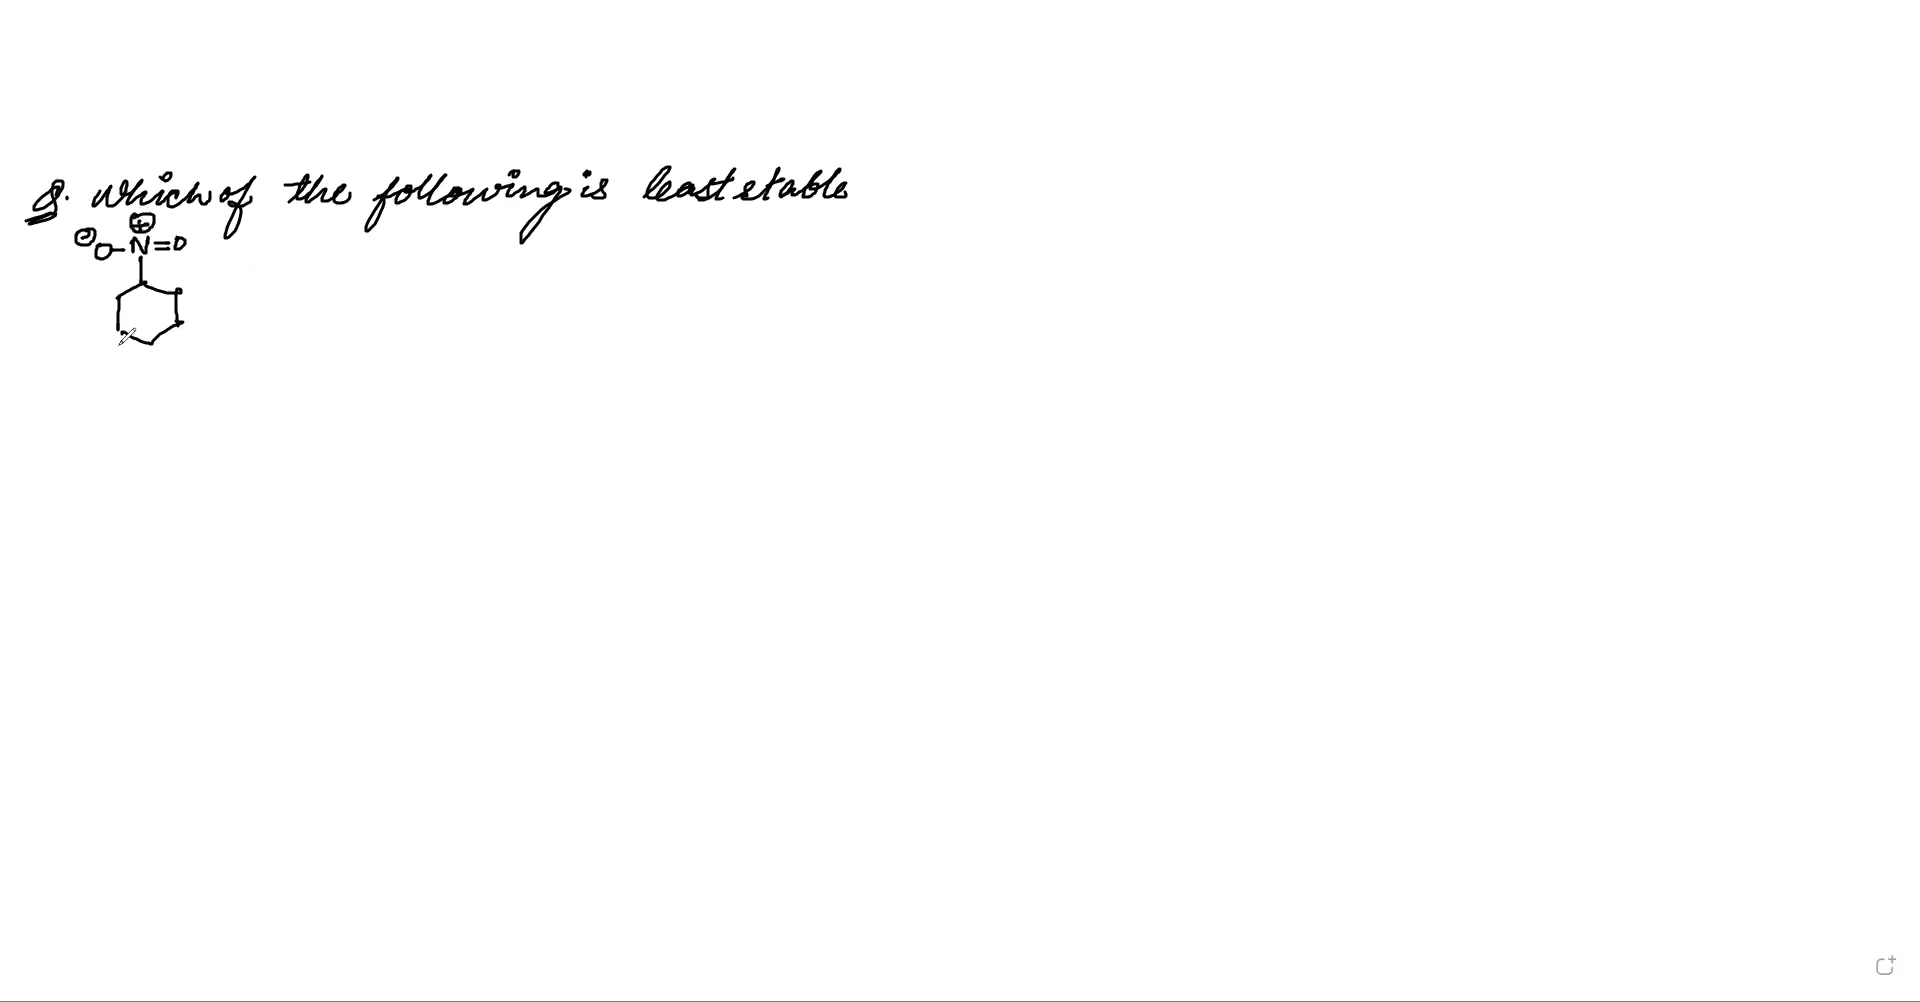 Q. Which of the following is least stable
⊕
⊖O-N=O